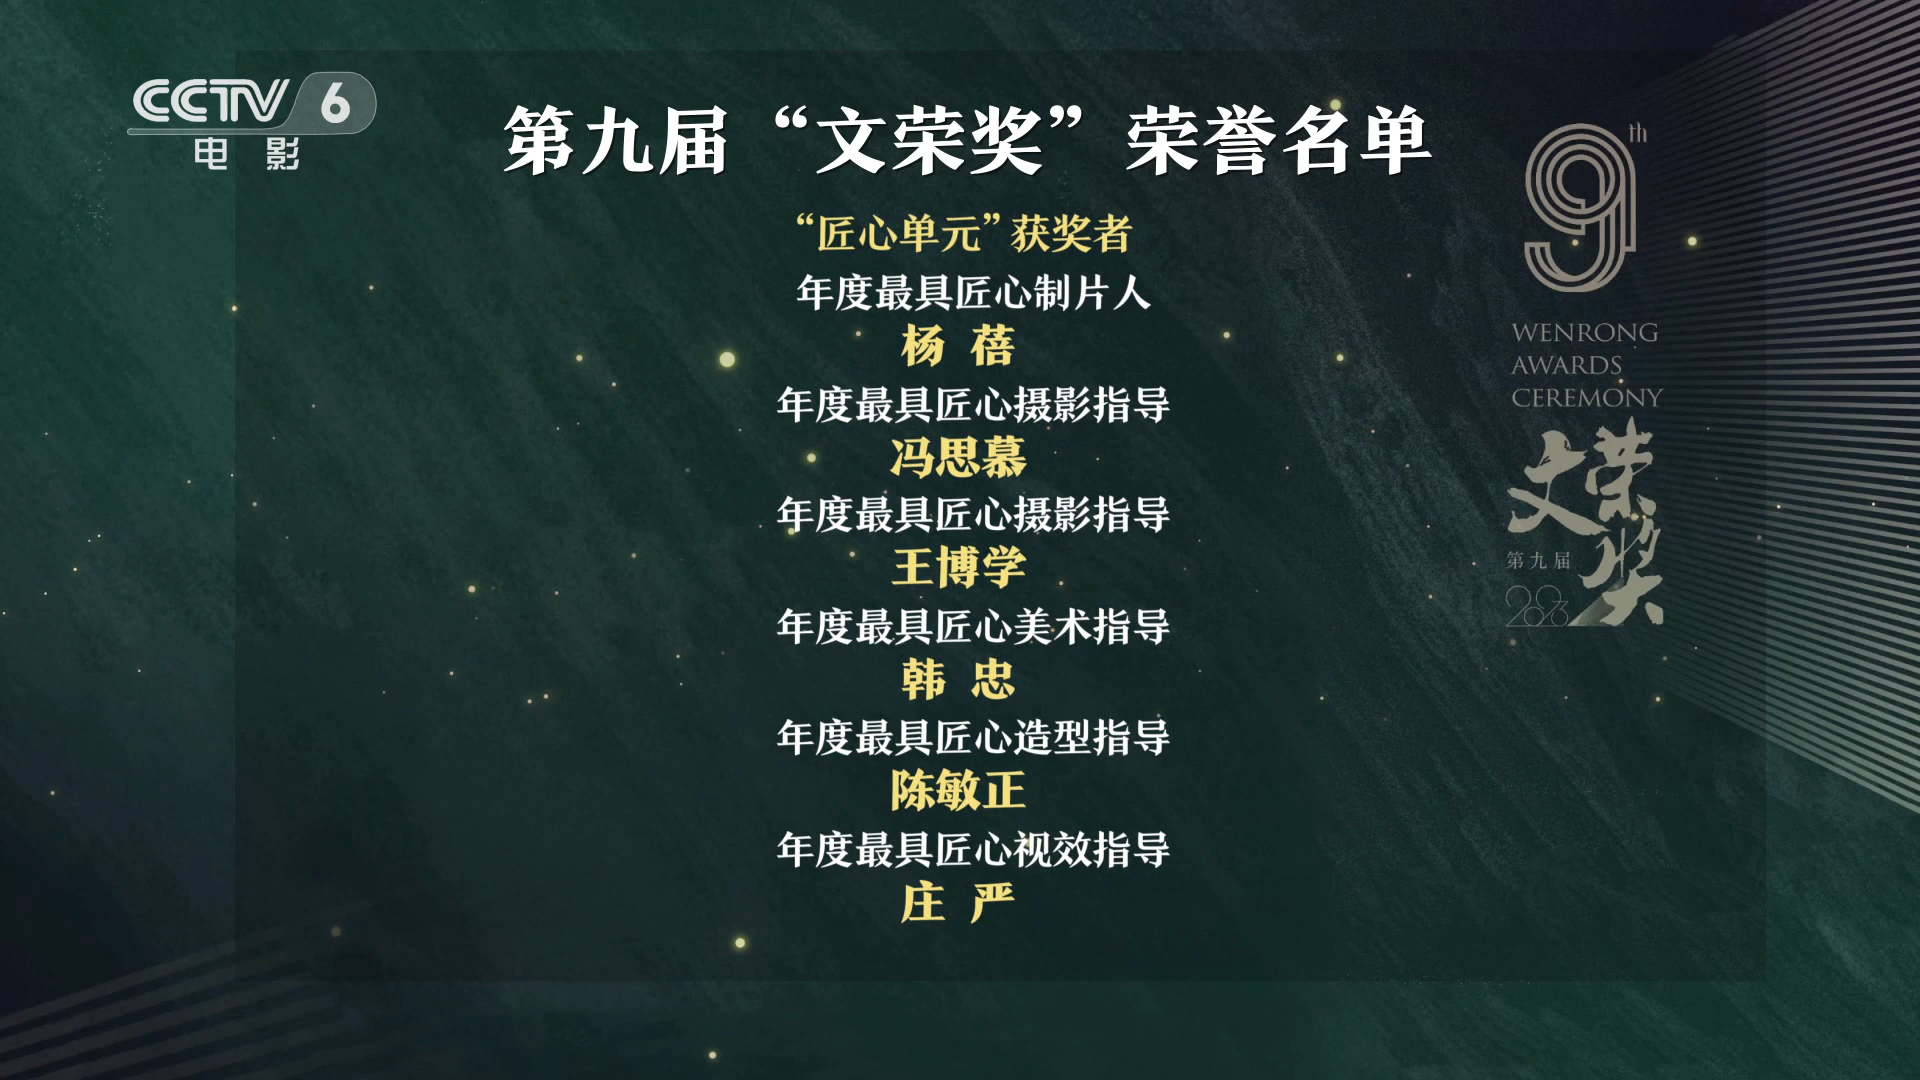 CCTV 6
电影
第九届“文荣奖”荣誉名单
“匠心单元”获奖者
年度最具匠心制片人
杨 蓓
年度最具匠心摄影指导
冯思慕
年度最具匠心摄影指导
王博学
年度最具匠心美术指导
韩 忠
年度最具匠心造型指导
陈敏正
年度最具匠心视效指导
庄 严
9th
WENRONG
AWARDS
CEREMONY
文荣奖
第九届
2023